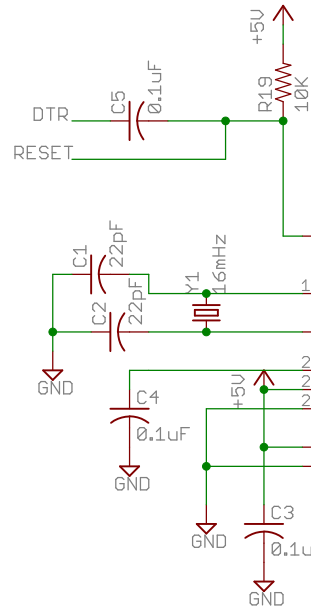 +5V
C5
0.1uF
R19
10K
DTR
RESET
C1
22pF
Y1
16mHz
1
C2
22pF
GND
2
+5V
2
C4
2
0.1uF
GND
C3
GND
0.1u
GND